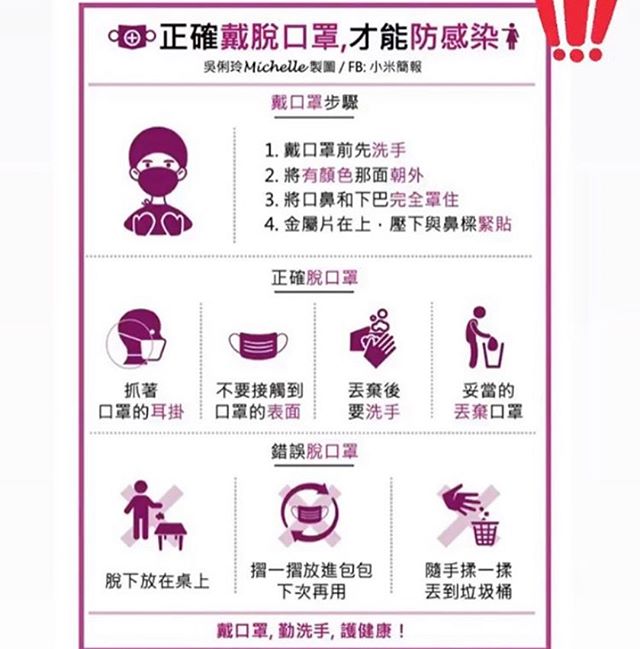 正確戴脫口罩,才能防感染
吳俐玲Michelle製圖 / FB: 小米簡報
戴口罩步驟
1. 戴口罩前先洗手
2. 將有顏色那面朝外
3. 將口鼻和下巴完全罩住
4. 金屬片在上，壓下與鼻樑緊貼
正確脫口罩
抓著
口罩的耳掛
不要接觸到
口罩的表面
丟棄後
要洗手
妥當的
丟棄口罩
錯誤脫口罩
脫下放在桌上
摺一摺放進包包
下次再用
隨手揉一揉
丟到垃圾桶
戴口罩, 勤洗手, 護健康！
!!!